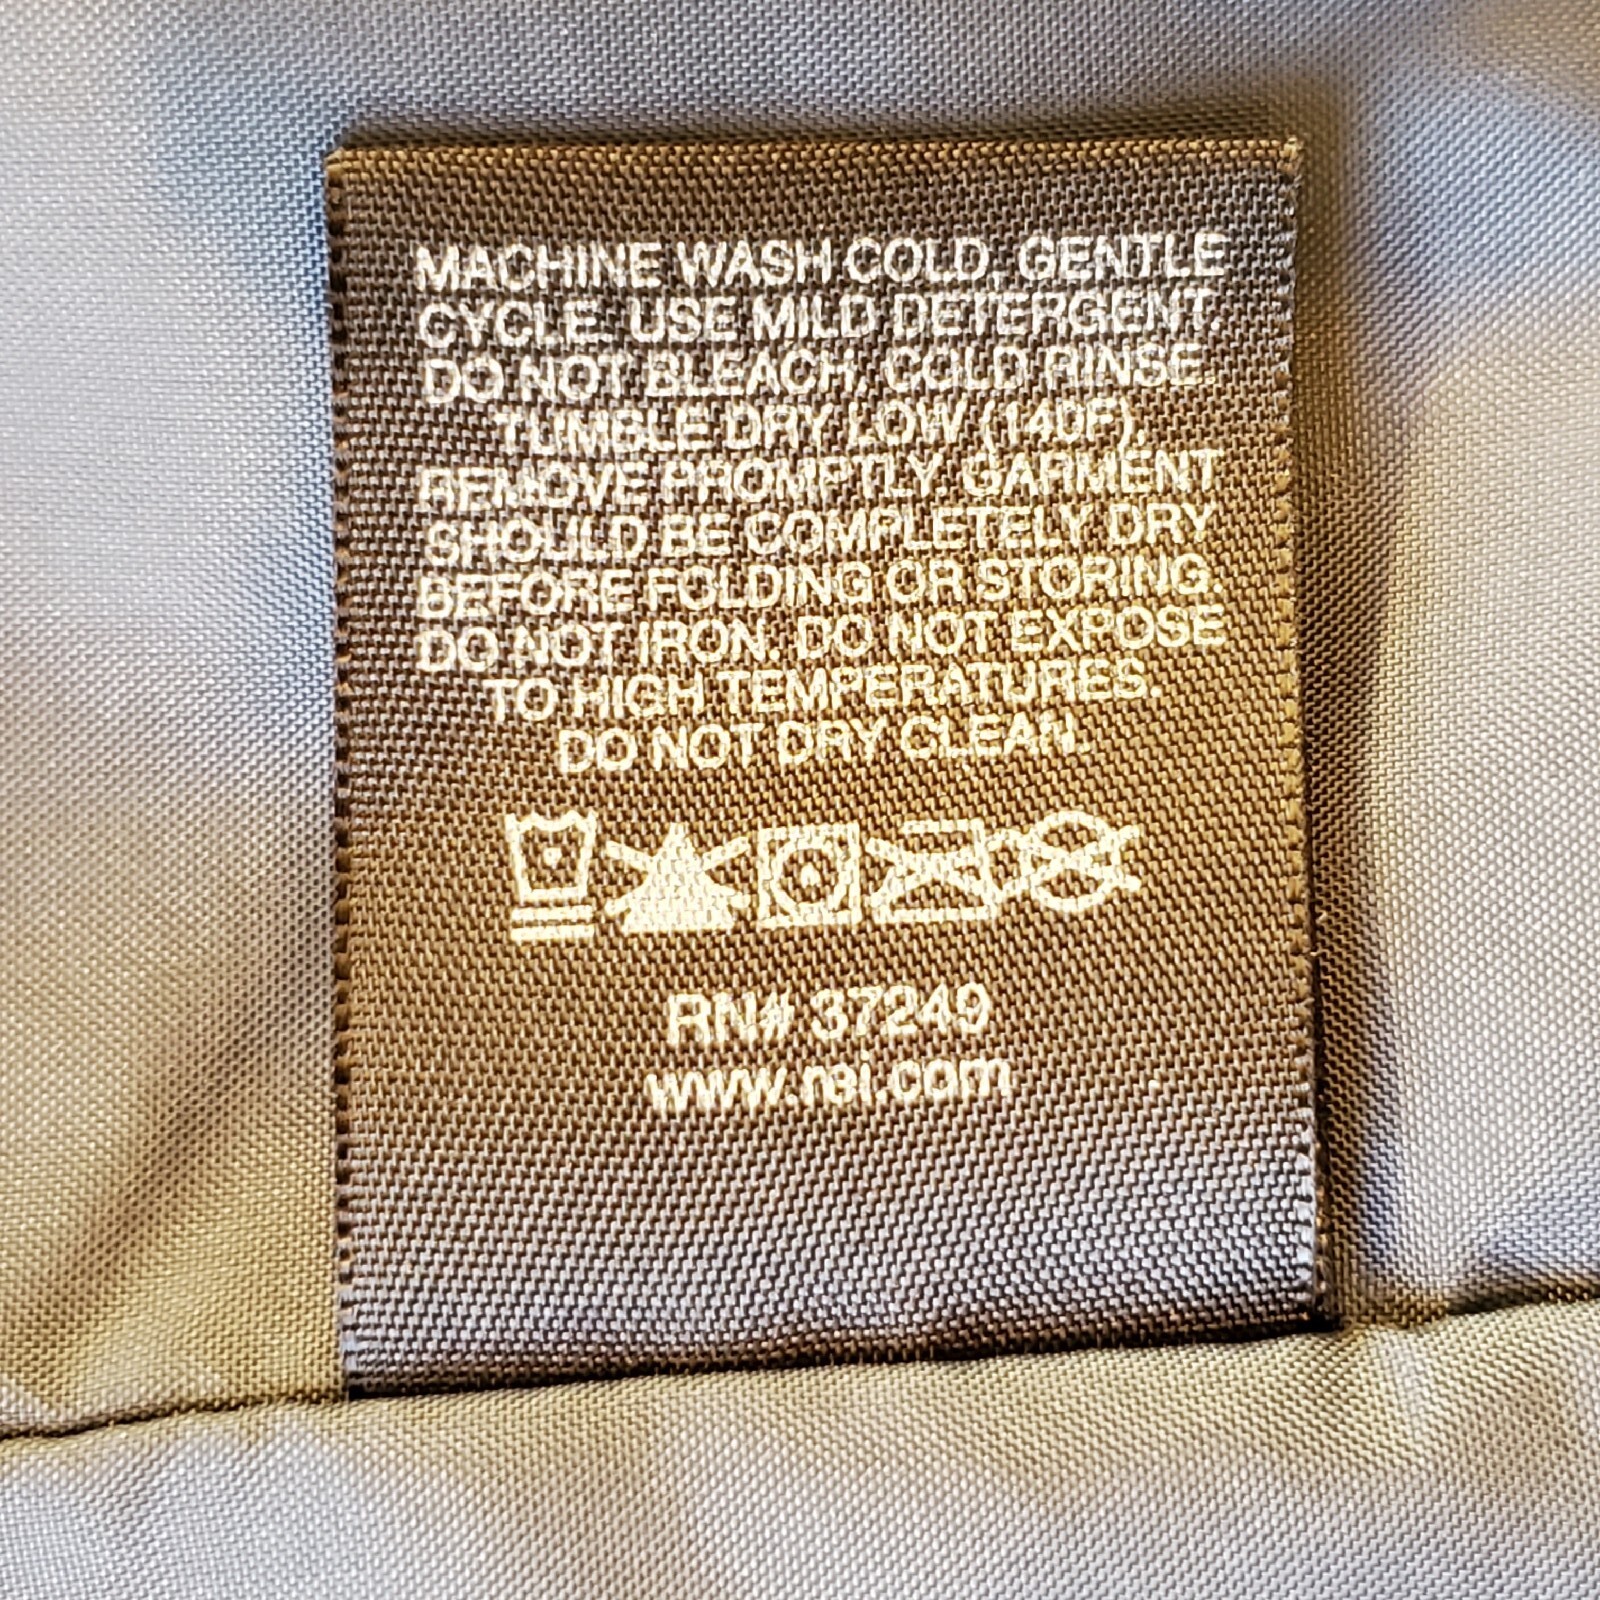 MACHINE WASH COLD, GENTLE
CYCLE. USE MILD DETERGENT.
DO NOT BLEACH. COLD RINSE.
TUMBLE DRY LOW (140F).
REMOVE PROMPTLY. GARMENT
SHOULD BE COMPLETELY DRY
BEFORE FOLDING OR STORING.
DO NOT IRON. DO NOT EXPOSE
TO HIGH TEMPERATURES.
DO NOT DRY CLEAN.
RN# 37249
www.rei.com